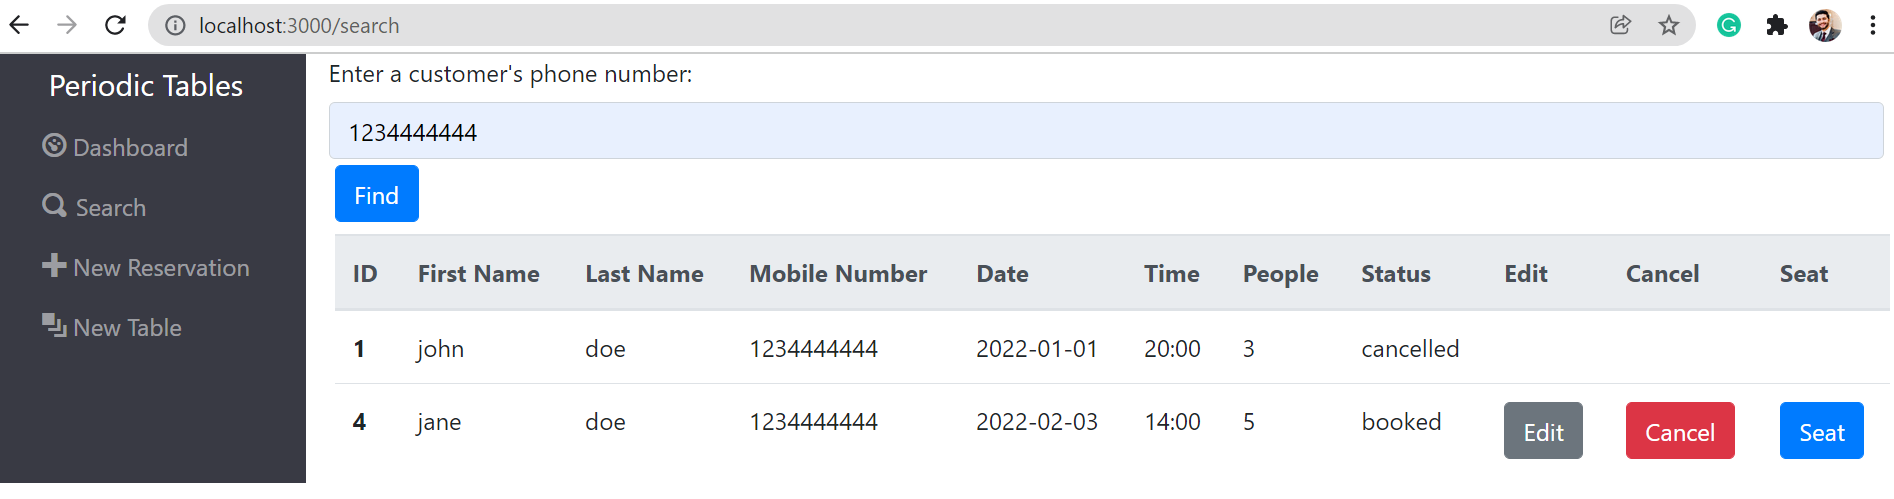 localhost:3000/search
Periodic Tables
Dashboard
Search
New Reservation
New Table
Enter a customer's phone number:
1234444444
Find
ID First Name Last Name Mobile Number Date Time People Status Edit Cancel Seat
1 john doe 1234444444 2022-01-01 20:00 3 cancelled
4 jane doe 1234444444 2022-02-03 14:00 5 booked Edit Cancel Seat